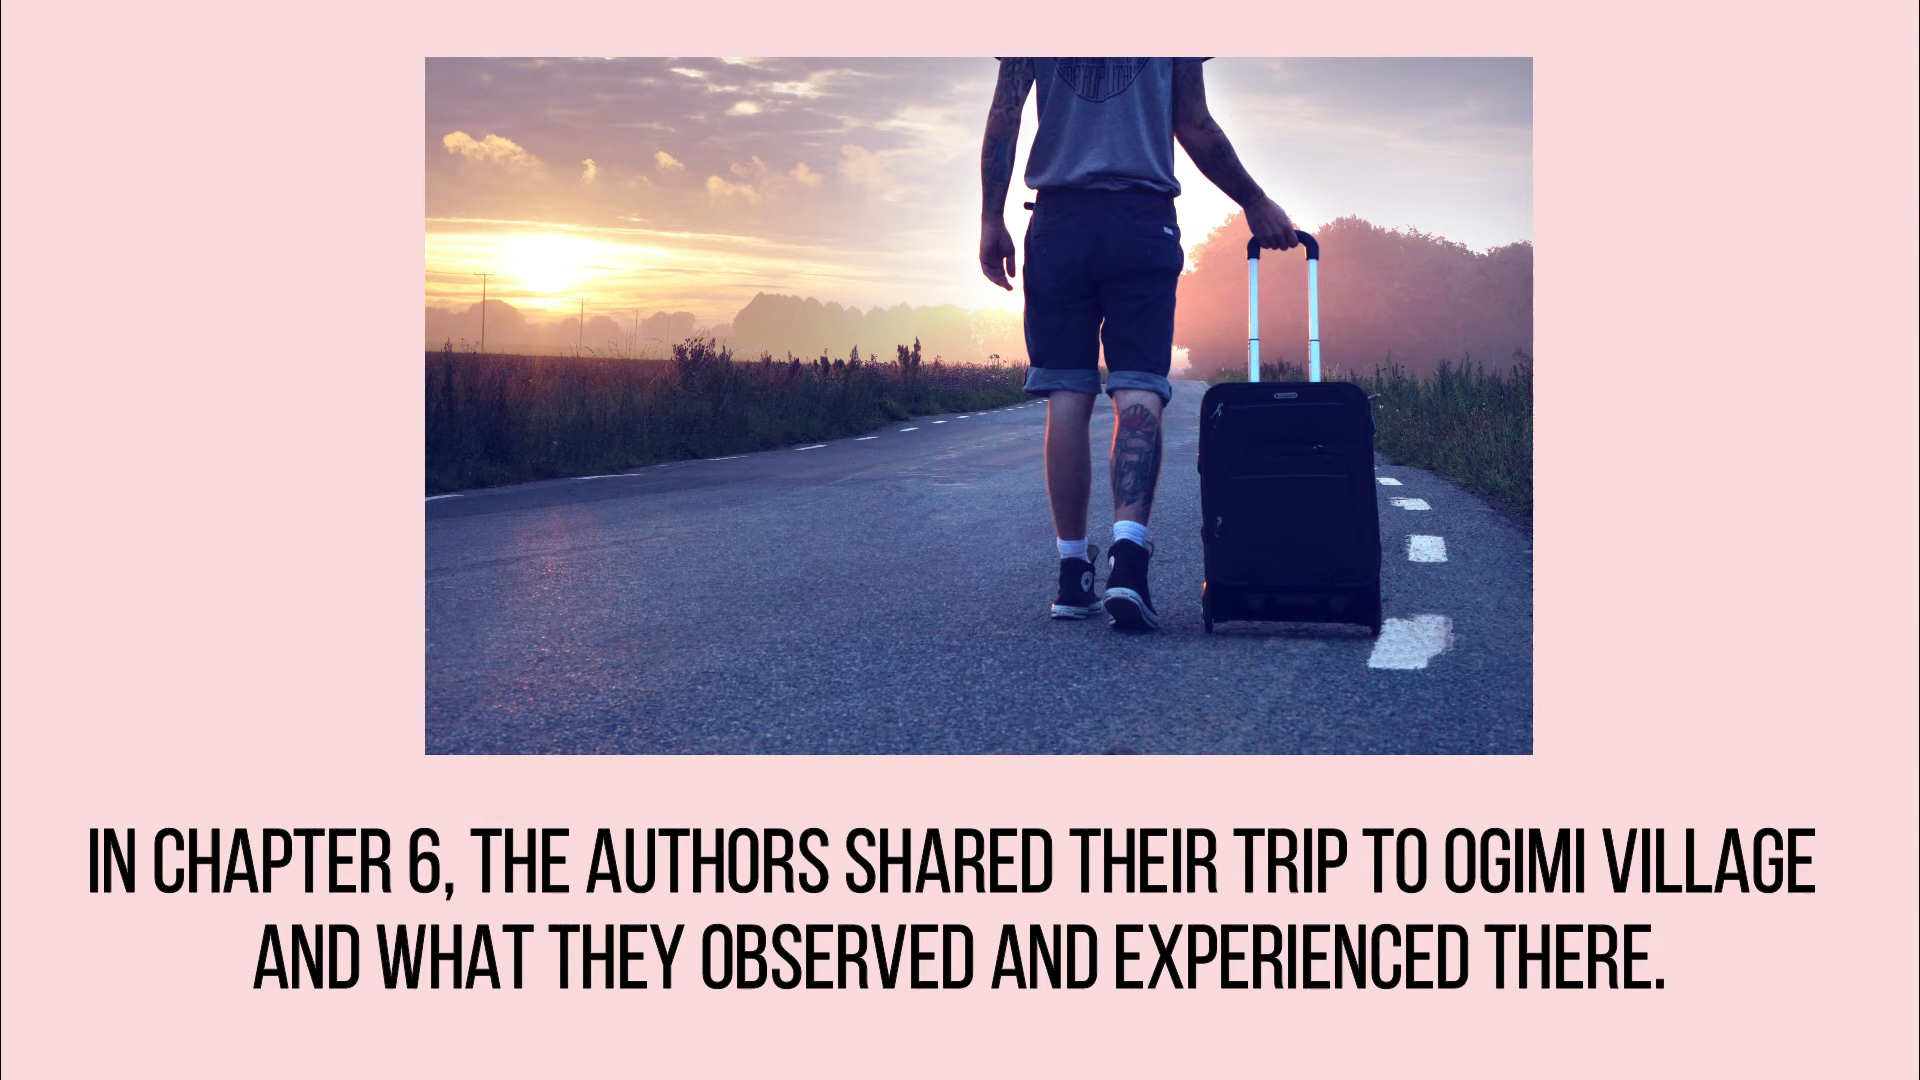 IN CHAPTER 6, THE AUTHORS SHARED THEIR TRIP TO OGIMI VILLAGE
AND WHAT THEY OBSERVED AND EXPERIENCED THERE.